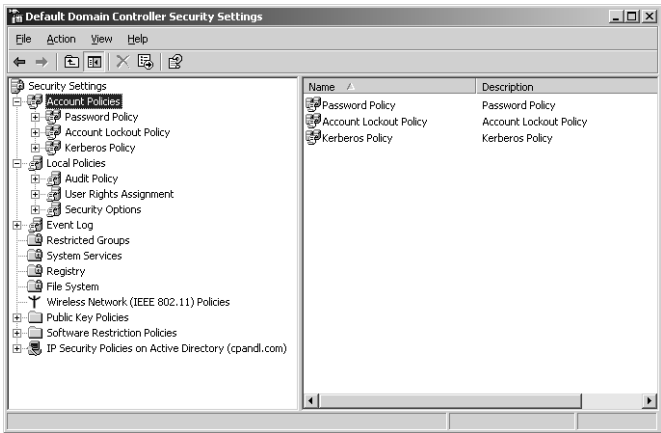 Default Domain Controller Security Settings
File Action View Help
Security Settings
Account Policies
Password Policy
Account Lockout Policy
Kerberos Policy
Local Policies
Audit Policy
User Rights Assignment
Security Options
Event Log
Restricted Groups
System Services
Registry
File System
Wireless Network (IEEE 802.11) Policies
Public Key Policies
Software Restriction Policies
IP Security Policies on Active Directory (cpandl.com)
Name Description
Password Policy Password Policy
Account Lockout Policy Account Lockout Policy
Kerberos Policy Kerberos Policy